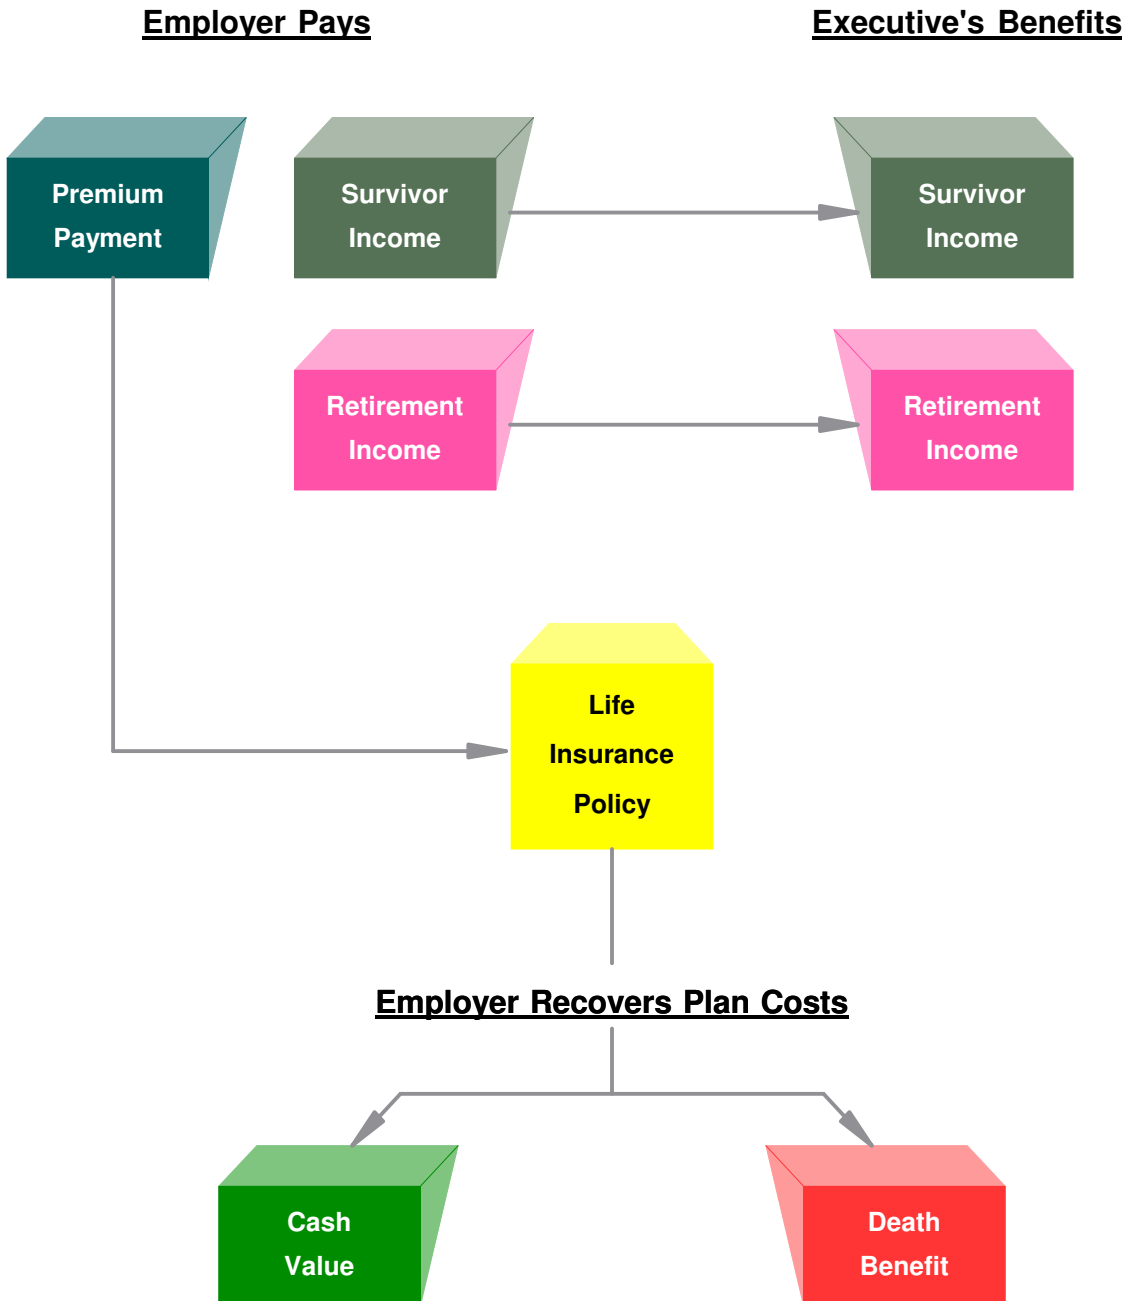 Employer Pays
Executive's Benefits
Premium
Payment
Survivor
Income
Survivor
Income
Retirement
Income
Retirement
Income
Life
Insurance
Policy
Employer Recovers Plan Costs
Cash
Value
Death
Benefit